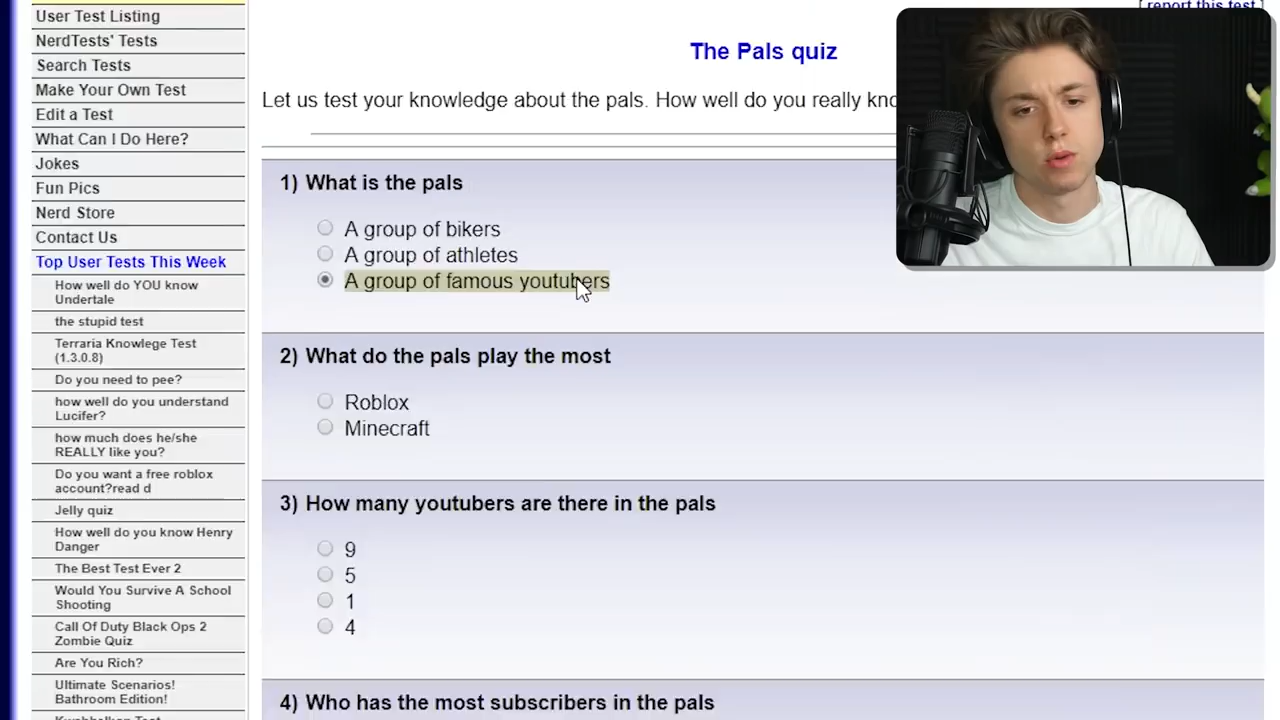 User Test Listing
NerdTests' Tests
Search Tests
Make Your Own Test
Edit a Test
What Can I Do Here?
Jokes
Fun Pics
Nerd Store
Contact Us
Top User Tests This Week
How well do YOU know
Undertale
the stupid test
Terraria Knowlege Test
(1.3.0.8)
Do you need to pee?
how well do you understand
Lucifer?
how much does he/she
REALLY like you?
Do you want a free roblox
account?read d
Jelly quiz
How well do you know Henry
Danger
The Best Test Ever 2
Would You Survive A School
Shooting
Call Of Duty Black Ops 2
Zombie Quiz
Are You Rich?
Ultimate Scenarios!
Bathroom Edition!
[ report this test ]
The Pals quiz
Let us test your knowledge about the pals. How well do you really
1) What is the pals
A group of bikers
A group of athletes
A group of famous youtubers
2) What do the pals play the most
Roblox
Minecraft
3) How many youtubers are there in the pals
9
5
1
4
4) Who has the most subscribers in the pals